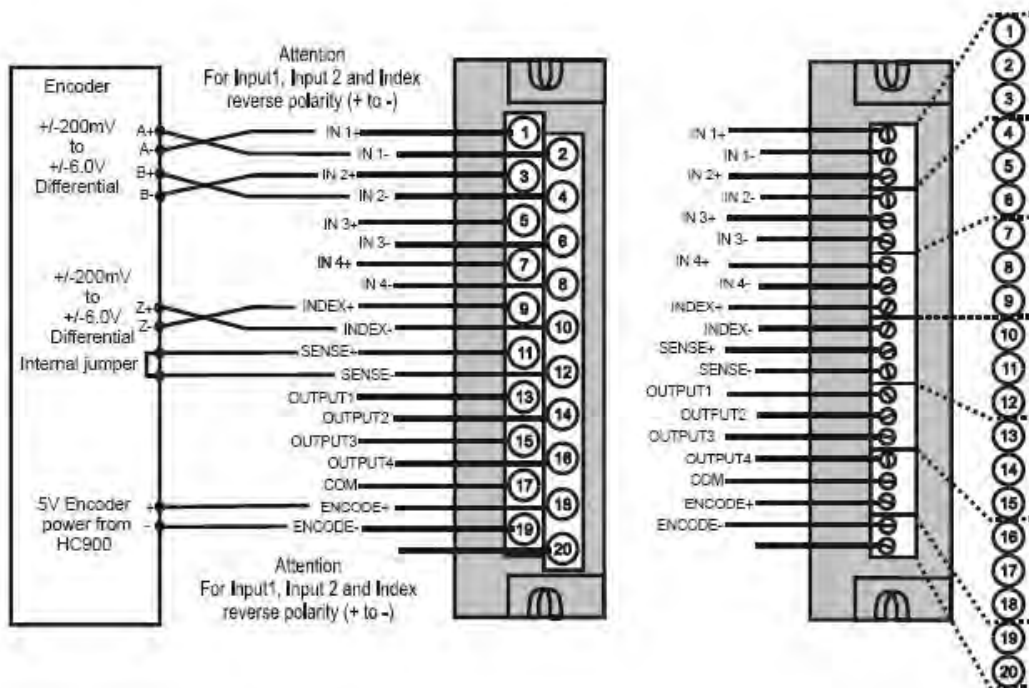 Attention
For Input1, Input 2 and Index
reverse polarity (+ to -)
Encoder
+/-200mV
to
+/-6.0V
Differential
A+
A-
B+
B-
+/-200mV
to
+/-6.0V
Differential
Z+
Z-
Internal jumper
5V Encoder
power from
HC900
+
-
IN 1+
IN 1-
IN 2+
IN 2-
IN 3+
IN 3-
IN 4+
IN 4-
INDEX+
INDEX-
SENSE+
SENSE-
OUTPUT1
OUTPUT2
OUTPUT3
OUTPUT4
COM
ENCODE+
ENCODE-
Attention
For Input1, Input 2 and Index
reverse polarity (+ to -)
1
2
3
4
5
6
7
8
9
10
11
12
13
14
15
16
17
18
19
20
IN 1+
IN 1-
IN 2+
IN 2-
IN 3+
IN 3-
IN 4+
IN 4-
INDEX+
INDEX-
SENSE+
SENSE-
OUTPUT1
OUTPUT2
OUTPUT3
OUTPUT4
COM
ENCODE+
ENCODE-
1
2
3
4
5
6
7
8
9
10
11
12
13
14
15
16
17
18
19
20